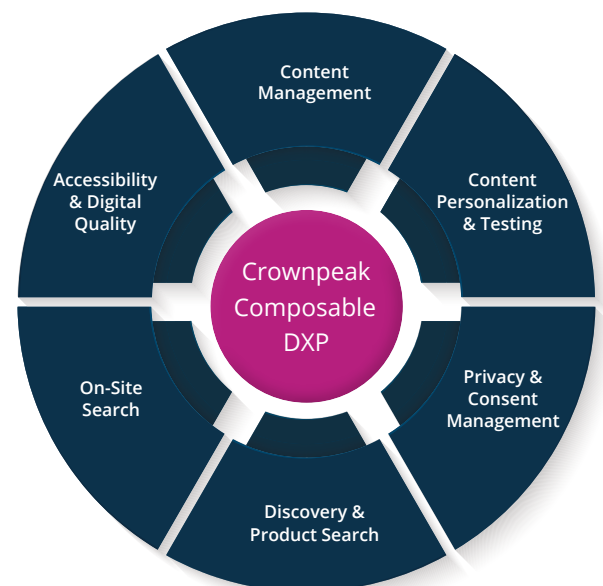 Content
Management
Content
Personalization
& Testing
Privacy &
Consent
Management
Discovery &
Product Search
On-Site
Search
Accessibility
& Digital
Quality
Crownpeak
Composable
DXP